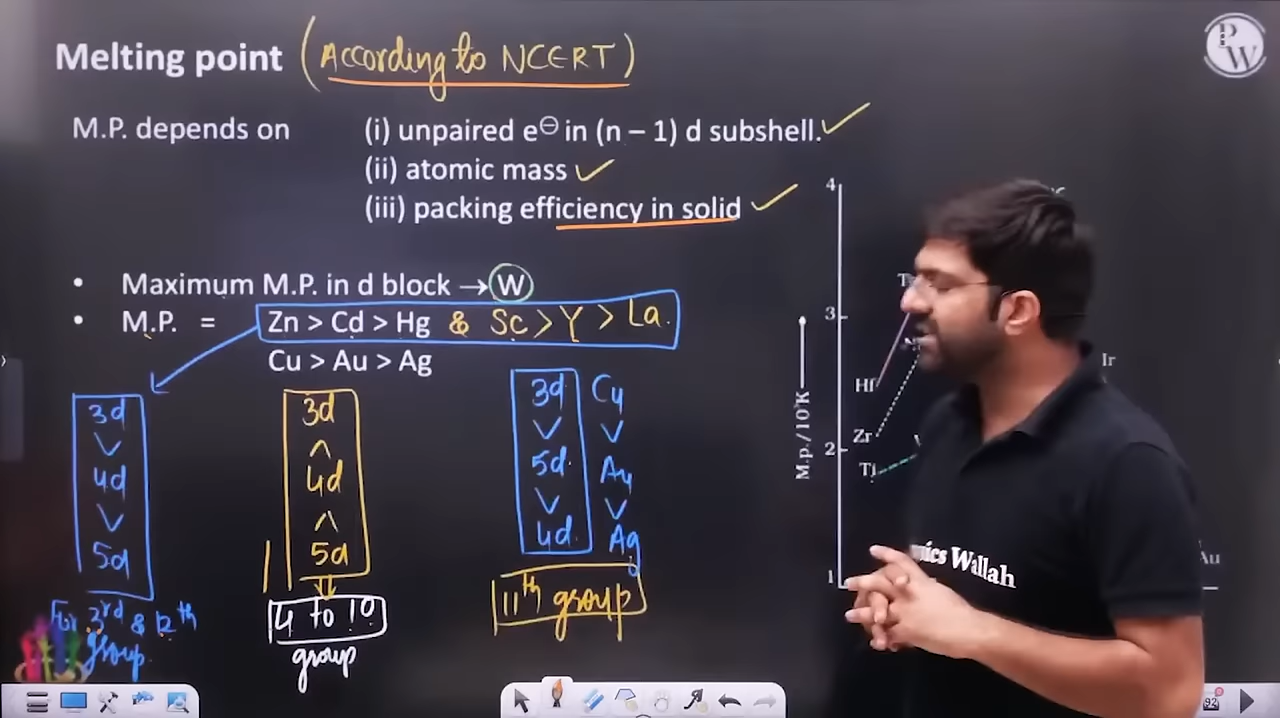 Melting point (According to NCERT)
PW
M.P. depends on (i) unpaired e⊖ in (n – 1) d subshell.
(ii) atomic mass
(iii) packing efficiency in solid
• Maximum M.P. in d block → W
• M.P. = Zn > Cd > Hg & Sc > Y > La.
Cu > Au > Ag
3d
∨
4d
∨
5d
For 3rd & 12th
group
3d
∧
4d
∧
5d
4 to 10
group
3d Cu
∨ ∨
5d Au
∨ ∨
4d Ag
11th group
4
3
2
1
M.p./10³K
Hf
Zr
Ti
Ir
Au
Wallah